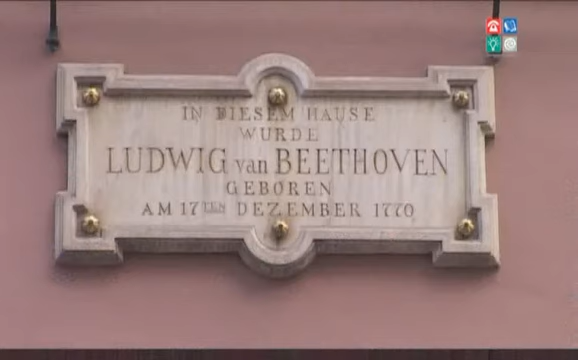 IN DIESEM HAUSE
WURDE
LUDWIG van BEETHOVEN
GEBOREN
AM 17TEN DEZEMBER 1770